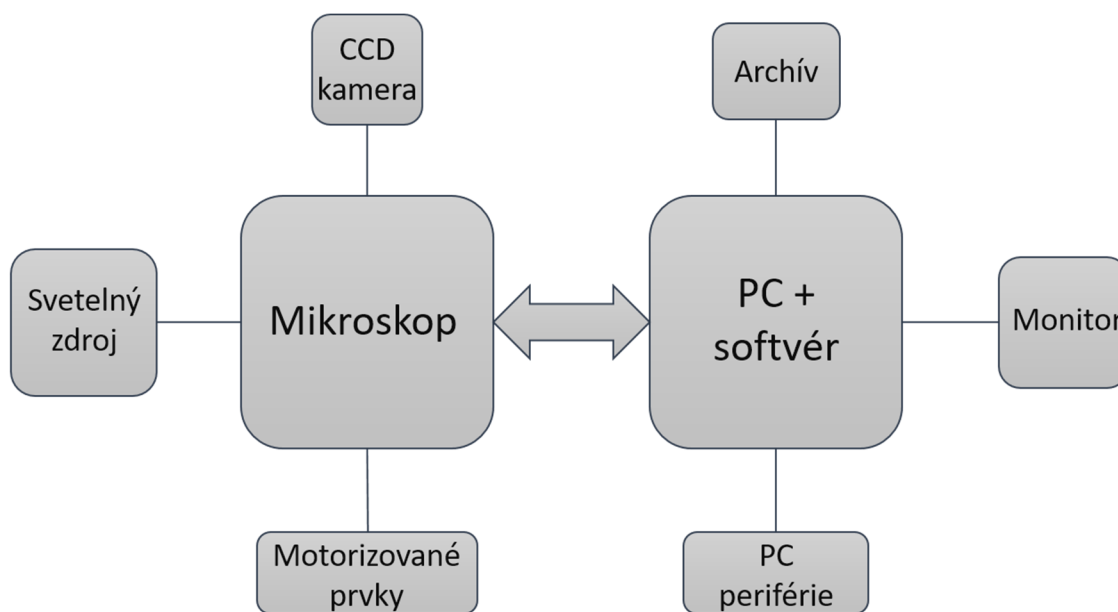 CCD
kamera
Archív
Svetelný
zdroj
Mikroskop
PC +
softvér
Monitor
Motorizované
prvky
PC
periférie